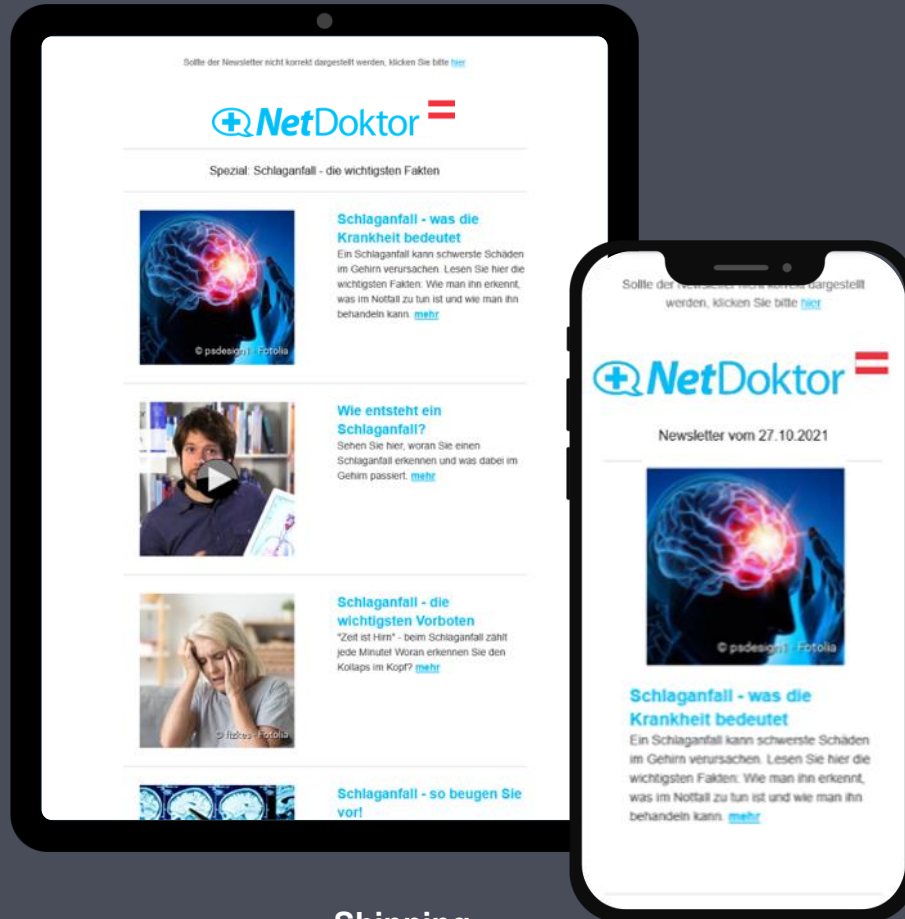 Sollte der Newsletter nicht korrekt dargestellt werden, klicken Sie bitte hier
NetDoktor
Spezial: Schlaganfall - die wichtigsten Fakten
Schlaganfall - was die
Krankheit bedeutet
Ein Schlaganfall kann schwerste Schäden
im Gehirn verursachen. Lesen Sie hier die
wichtigsten Fakten: Wie man ihn erkennt,
was im Notfall zu tun ist und wie man ihn
behandeln kann. mehr
© psdesign1 - Fotolia
Wie entsteht ein
Schlaganfall?
Sehen Sie hier, woran Sie einen
Schlaganfall erkennen und was dabei im
Gehirn passiert. mehr
Schlaganfall - die
wichtigsten Vorboten
"Zeit ist Hirn" - beim Schlaganfall zählt
jede Minute! Woran erkennen Sie den
Kollaps im Kopf? mehr
© fizkes - Fotolia
Schlaganfall - so beugen Sie
vor!
Sollte der Newsletter nicht korrekt dargestellt
werden, klicken Sie bitte hier
NetDoktor
Newsletter vom 27.10.2021
© psdesign1 - Fotolia
Schlaganfall - was die
Krankheit bedeutet
Ein Schlaganfall kann schwerste Schäden
im Gehirn verursachen. Lesen Sie hier die
wichtigsten Fakten: Wie man ihn erkennt,
was im Notfall zu tun ist und wie man ihn
behandeln kann. mehr
Shipping